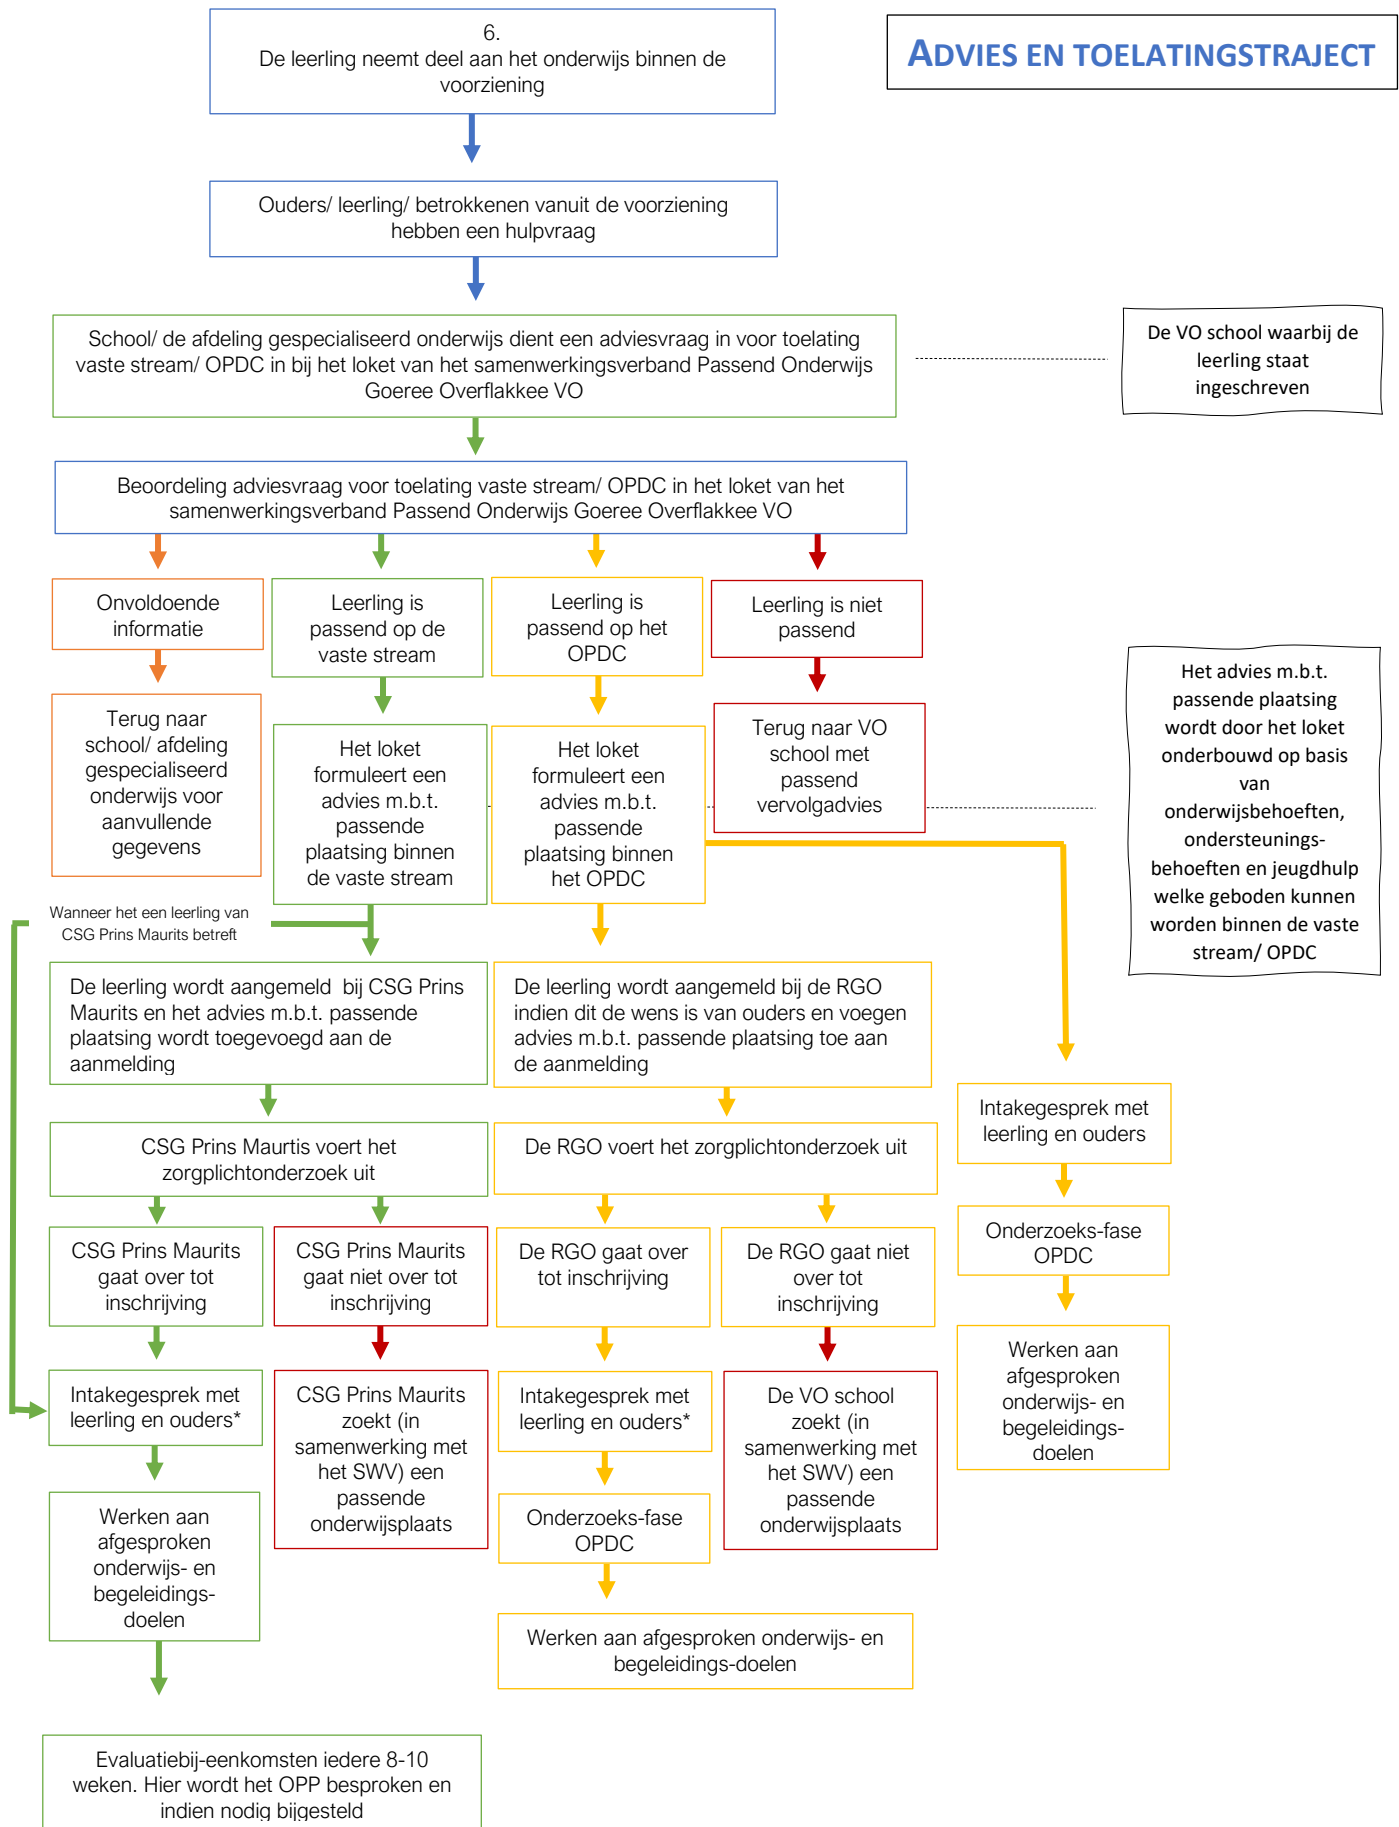 6.
De leerling neemt deel aan het onderwijs binnen de
voorziening
ADVIES EN TOELATINGSTRAJECT
Ouders/ leerling/ betrokkenen vanuit de voorziening
hebben een hulpvraag
School/ de afdeling gespecialiseerd onderwijs dient een adviesvraag in voor toelating
vaste stream/ OPDC in bij het loket van het samenwerkingsverband Passend Onderwijs
Goeree Overflakkee VO
De VO school waarbij de
leerling staat
ingeschreven
Beoordeling adviesvraag voor toelating vaste stream/ OPDC in het loket van het
samenwerkingsverband Passend Onderwijs Goeree Overflakkee VO
Onvoldoende
informatie
Leerling is
passend op de
vaste stream
Leerling is
passend op het
OPDC
Leerling is niet
passend
Terug naar
school/ afdeling
gespecialiseerd
onderwijs voor
aanvullende
gegevens
Het loket
formuleert een
advies m.b.t.
passende
plaatsing binnen
de vaste stream
Het loket
formuleert een
advies m.b.t.
passende
plaatsing binnen
het OPDC
Terug naar VO
school met
passend
vervolgadvies
Het advies m.b.t.
passende plaatsing
wordt door het loket
onderbouwd op basis
van
onderwijsbehoeften,
ondersteunings-
behoeften en jeugdhulp
welke geboden kunnen
worden binnen de vaste
stream/ OPDC
Wanneer het een leerling van
CSG Prins Maurits betreft
De leerling wordt aangemeld  bij CSG Prins
Maurits en het advies m.b.t. passende
plaatsing wordt toegevoegd aan de
aanmelding
De leerling wordt aangemeld bij de RGO
indien dit de wens is van ouders en voegen
advies m.b.t. passende plaatsing toe aan
de aanmelding
Intakegesprek met
leerling en ouders
CSG Prins Maurtis voert het
zorgplichtonderzoek uit
De RGO voert het zorgplichtonderzoek uit
Onderzoeks-fase
OPDC
CSG Prins Maurits
gaat over tot
inschrijving
CSG Prins Maurits
gaat niet over tot
inschrijving
De RGO gaat over
tot inschrijving
De RGO gaat niet
over tot
inschrijving
Werken aan
afgesproken
onderwijs- en
begeleidings-
doelen
Intakegesprek met
leerling en ouders*
CSG Prins Maurits
zoekt (in
samenwerking met
het SWV) een
passende
onderwijsplaats
Intakegesprek met
leerling en ouders*
De VO school
zoekt (in
samenwerking met
het SWV) een
passende
onderwijsplaats
Werken aan
afgesproken
onderwijs- en
begeleidings-
doelen
Onderzoeks-fase
OPDC
Werken aan afgesproken onderwijs- en
begeleidings-doelen
Evaluatiebij-eenkomsten iedere 8-10
weken. Hier wordt het OPP besproken en
indien nodig bijgesteld